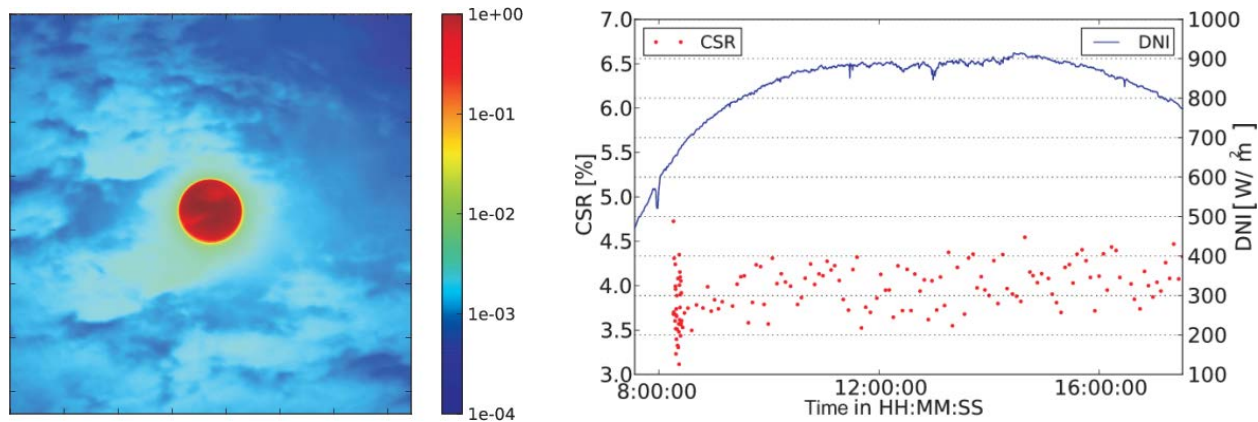 1e+00
1e-01
1e-02
1e-03
1e-04
7.0
6.5
6.0
5.5
5.0
4.5
4.0
3.5
3.0
CSR [%]
CSR
DNI
1000
900
800
700
600
500
400
300
200
100
DNI [W/m²]
8:00:00 12:00:00 16:00:00
Time in HH:MM:SS